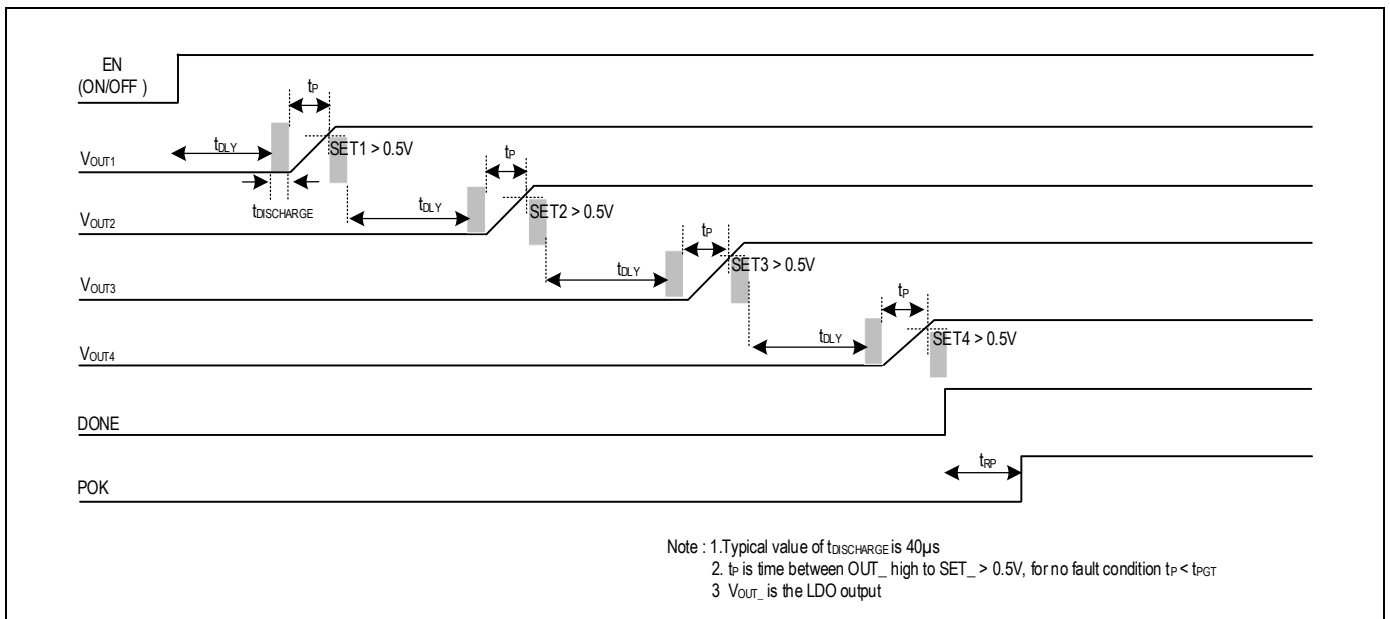 EN
(ON/OFF )
tP
VOUT1
tDLY
SET1 > 0.5V
tDISCHARGE
tP
VOUT2
tDLY
SET2 > 0.5V
tP
VOUT3
tDLY
SET3 > 0.5V
tP
VOUT4
tDLY
SET4 > 0.5V
DONE
tRP
POK
Note : 1.Typical value of tDISCHARGE is 40µs
2. tP is time between OUT_ high to SET_ > 0.5V, for no fault condition tP < tPGT
3 VOUT_ is the LDO output